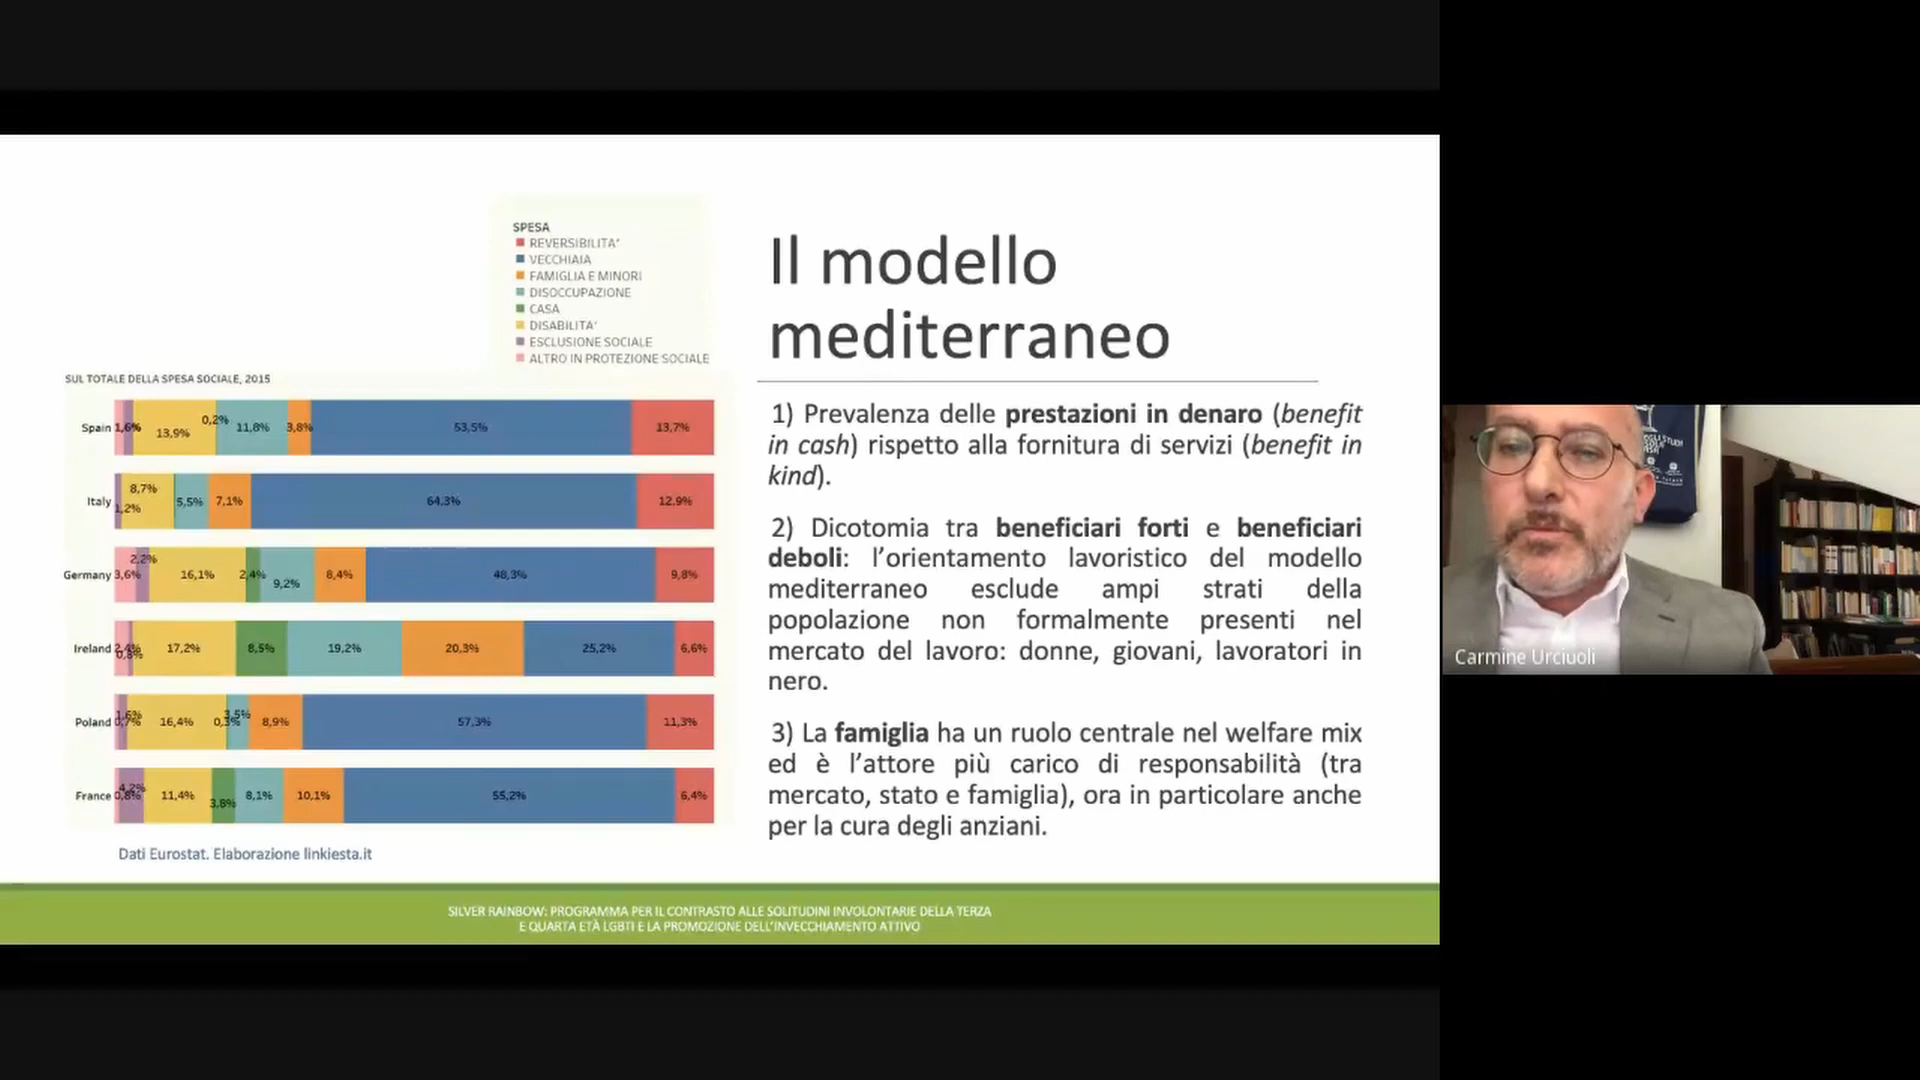 SPESA
REVERSIBILITA'
VECCHIAIA
FAMIGLIA E MINORI
DISOCCUPAZIONE
CASA
DISABILITA'
ESCLUSIONE SOCIALE
ALTRO IN PROTEZIONE SOCIALE
SUL TOTALE DELLA SPESA SOCIALE, 2015
Spain 1,6% 13,9% 0,2% 11,8% 3,8% 53,5% 13,7%
Italy 1,2% 8,7% 5,5% 7,1% 64,3% 12,9%
Germany 3,6% 2,2% 16,1% 2,4% 9,2% 8,4% 48,3% 9,8%
Ireland 2,4% 0,8% 17,2% 8,5% 19,2% 20,3% 25,2% 6,6%
Poland 0,7% 1,6% 16,4% 0,3% 3,5% 8,9% 57,3% 11,3%
France 0,8% 4,2% 11,4% 3,8% 8,1% 10,1% 55,2% 6,4%
Dati Eurostat. Elaborazione linkiesta.it
Il modello
mediterraneo
1) Prevalenza delle prestazioni in denaro (benefit
in cash) rispetto alla fornitura di servizi (benefit in
kind).
2) Dicotomia tra beneficiari forti e beneficiari
deboli: l'orientamento lavoristico del modello
mediterraneo esclude ampi strati della
popolazione non formalmente presenti nel
mercato del lavoro: donne, giovani, lavoratori in
nero.
3) La famiglia ha un ruolo centrale nel welfare mix
ed è l'attore più carico di responsabilità (tra
mercato, stato e famiglia), ora in particolare anche
per la cura degli anziani.
SILVER RAINBOW: PROGRAMMA PER IL CONTRASTO ALLE SOLITUDINI INVOLONTARIE DELLA TERZA
E QUARTA ETÀ LGBTI E LA PROMOZIONE DELL'INVECCHIAMENTO ATTIVO
Carmine Urciuoli